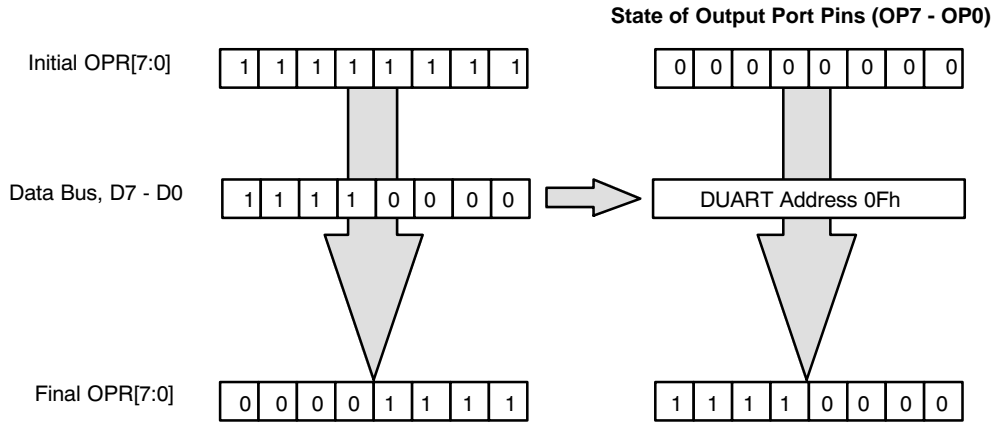 State of Output Port Pins (OP7 - OP0)
Initial OPR[7:0] 1 1 1 1 1 1 1 1 0 0 0 0 0 0 0 0
Data Bus, D7 - D0 1 1 1 1 0 0 0 0 DUART Address 0Fh
Final OPR[7:0] 0 0 0 0 1 1 1 1 1 1 1 1 0 0 0 0